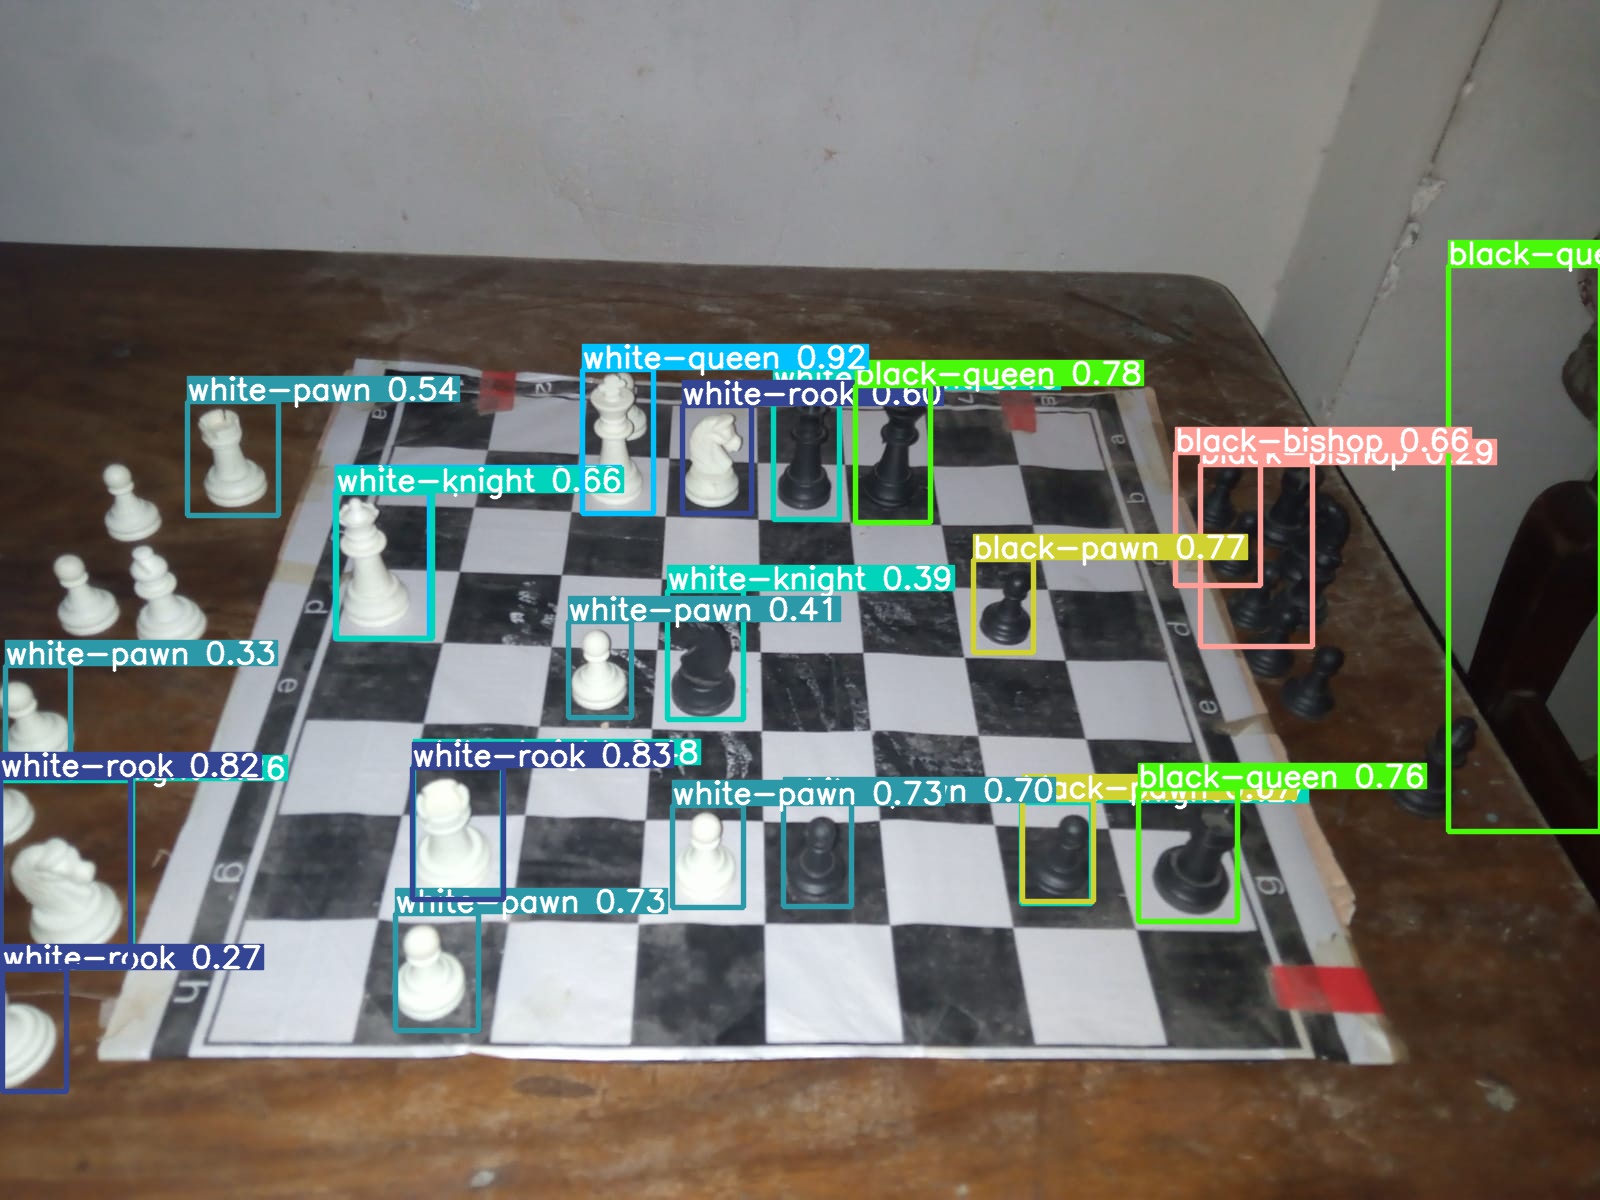 black-que
white-queen 0.92
black-queen 0.78
white-pawn 0.54
white-rook 0.60
black-bishop 0.66
white-knight 0.66
black-pawn 0.77
white-knight 0.39
white-pawn 0.41
white-pawn 0.33
white-rook 0.82
white-rook 0.83
black-queen 0.76
white-pawn 0.73
0.70
white-pawn 0.73
white-rook 0.27
a
a
b
d
d
e
e
g
g
h